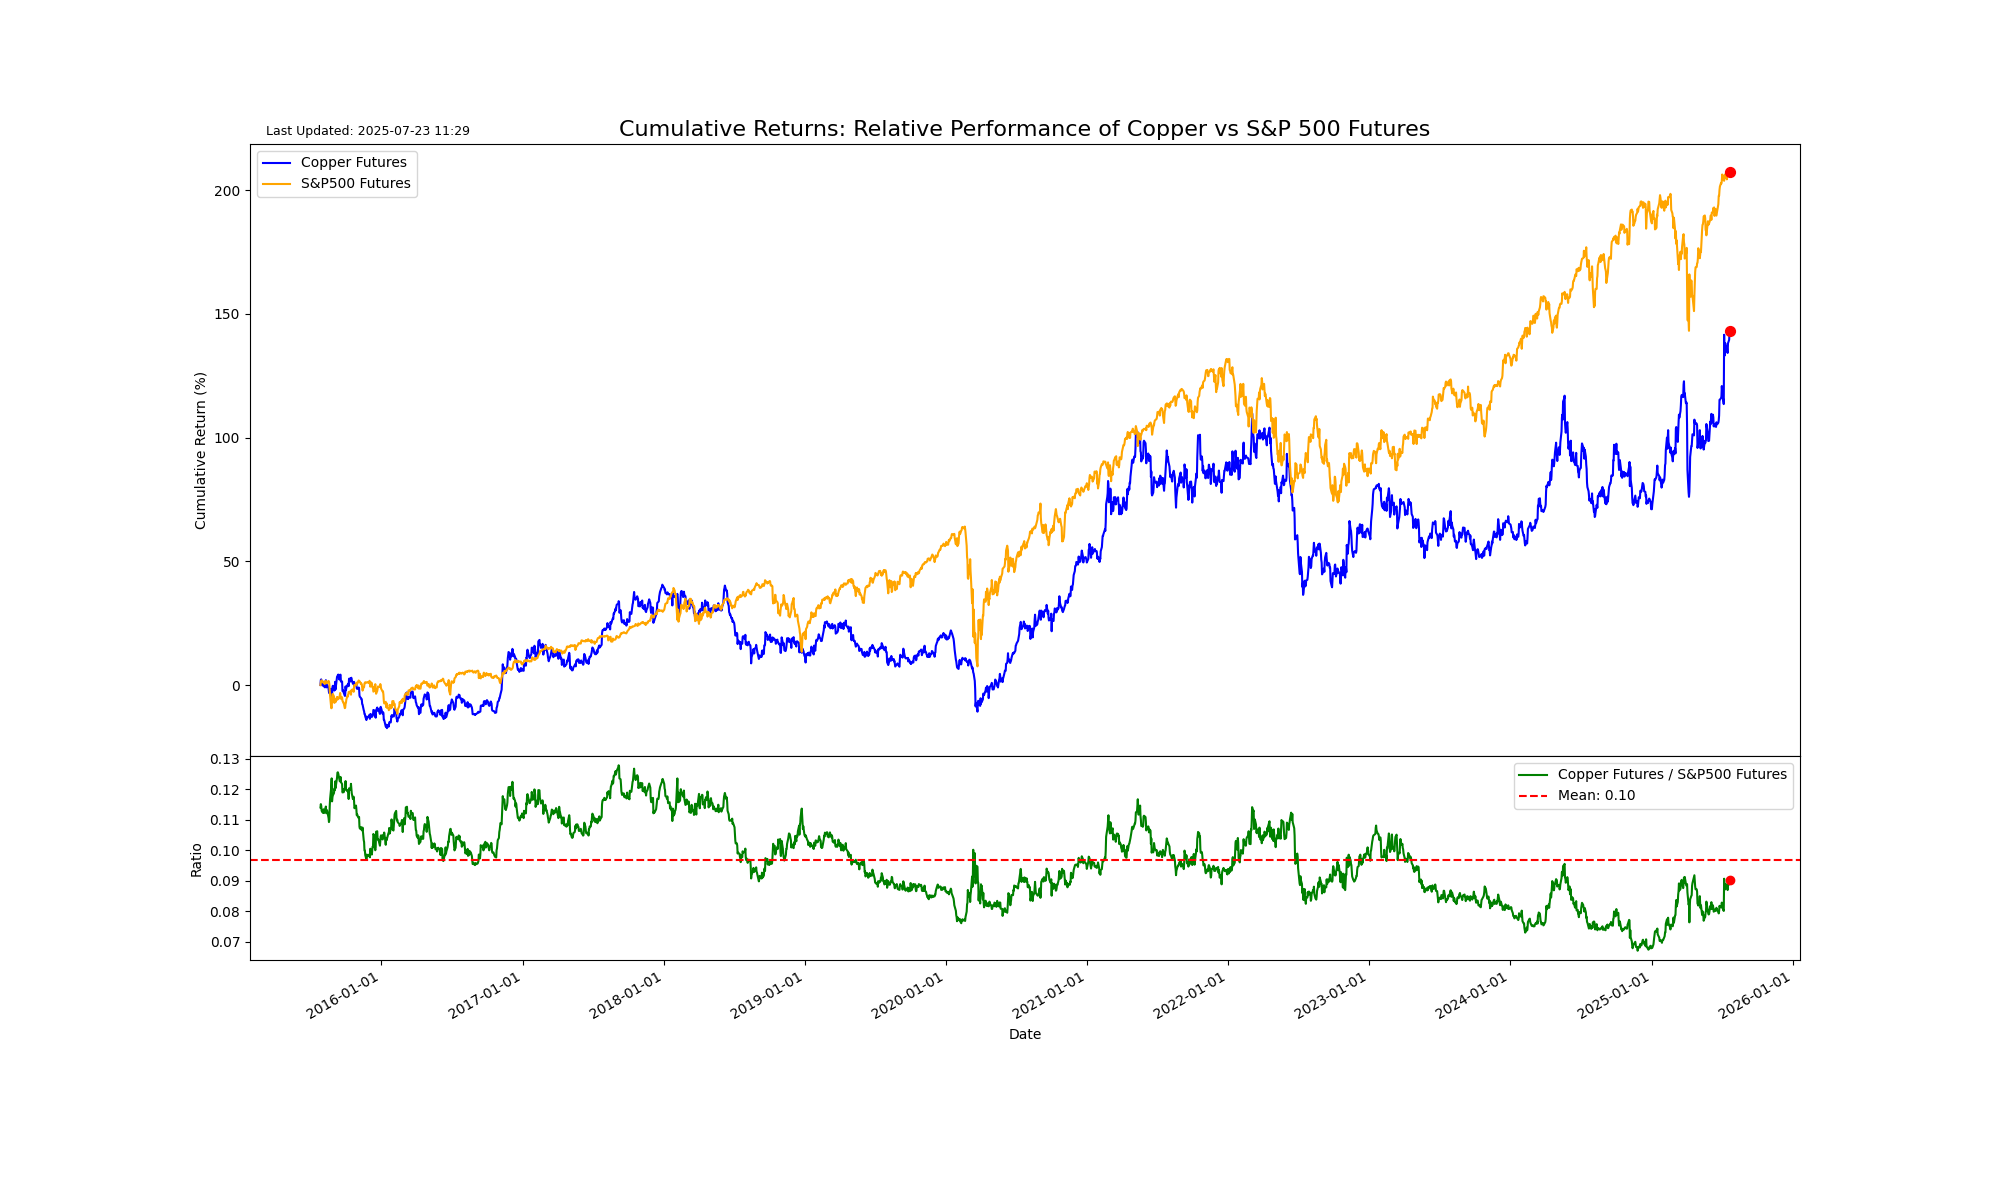 Last Updated: 2025-07-23 11:29
Cumulative Returns: Relative Performance of Copper vs S&P 500 Futures
Copper Futures
S&P500 Futures
200
150
100
50
0
Cumulative Return (%)
0.13
0.12
0.11
0.10
0.09
0.08
0.07
Ratio
Copper Futures / S&P500 Futures
Mean: 0.10
2016-01-01
2017-01-01
2018-01-01
2019-01-01
2020-01-01
2021-01-01
2022-01-01
2023-01-01
2024-01-01
2025-01-01
2026-01-01
Date